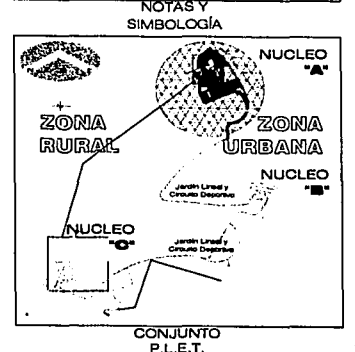 NOTAS Y
SIMBOLOGÍA
NUCLEO
"A"
ZONA
RURAL
ZONA
URBANA
NUCLEO
"B"
Jardín Lineal y
Circuito Deportivo
NUCLEO
"C"
Jardín Lineal y
Circuito Deportivo
CONJUNTO
P.L.E.T.